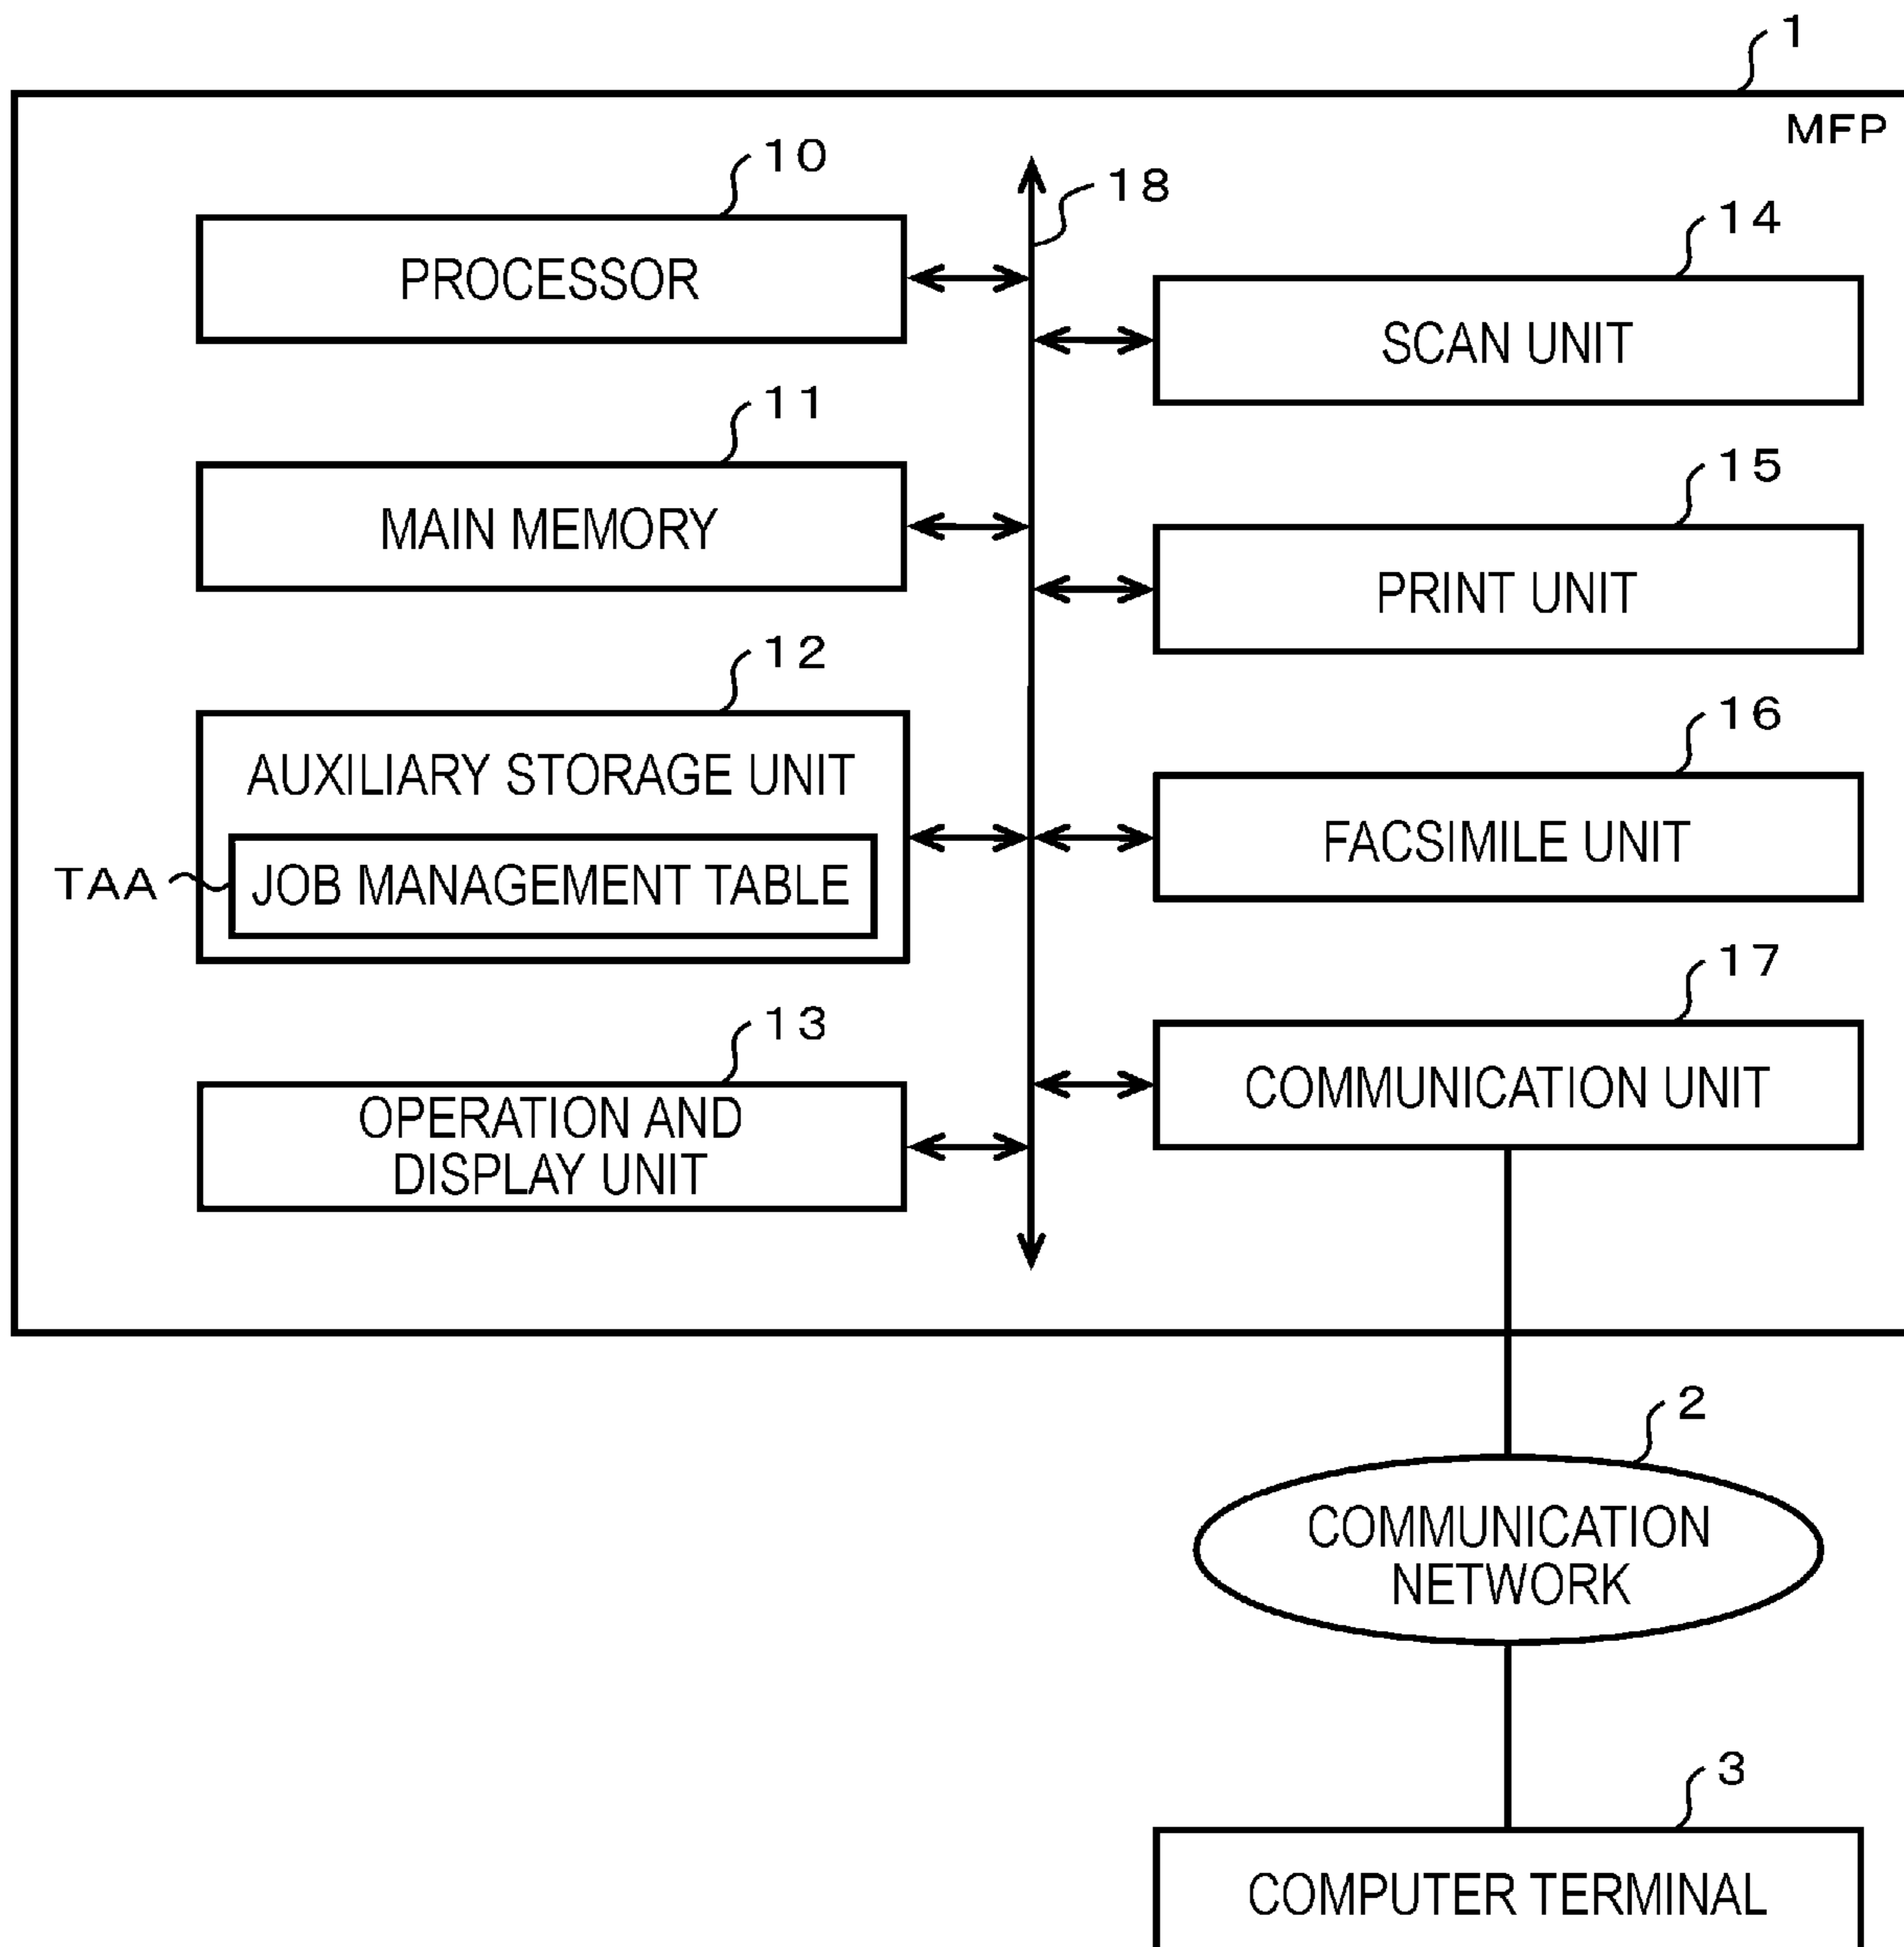 1
MFP
10
PROCESSOR
18
14
SCAN UNIT
11
MAIN MEMORY
15
PRINT UNIT
12
AUXILIARY STORAGE UNIT
TAA
JOB MANAGEMENT TABLE
16
FACSIMILE UNIT
13
OPERATION AND
DISPLAY UNIT
17
COMMUNICATION UNIT
2
COMMUNICATION
NETWORK
3
COMPUTER TERMINAL